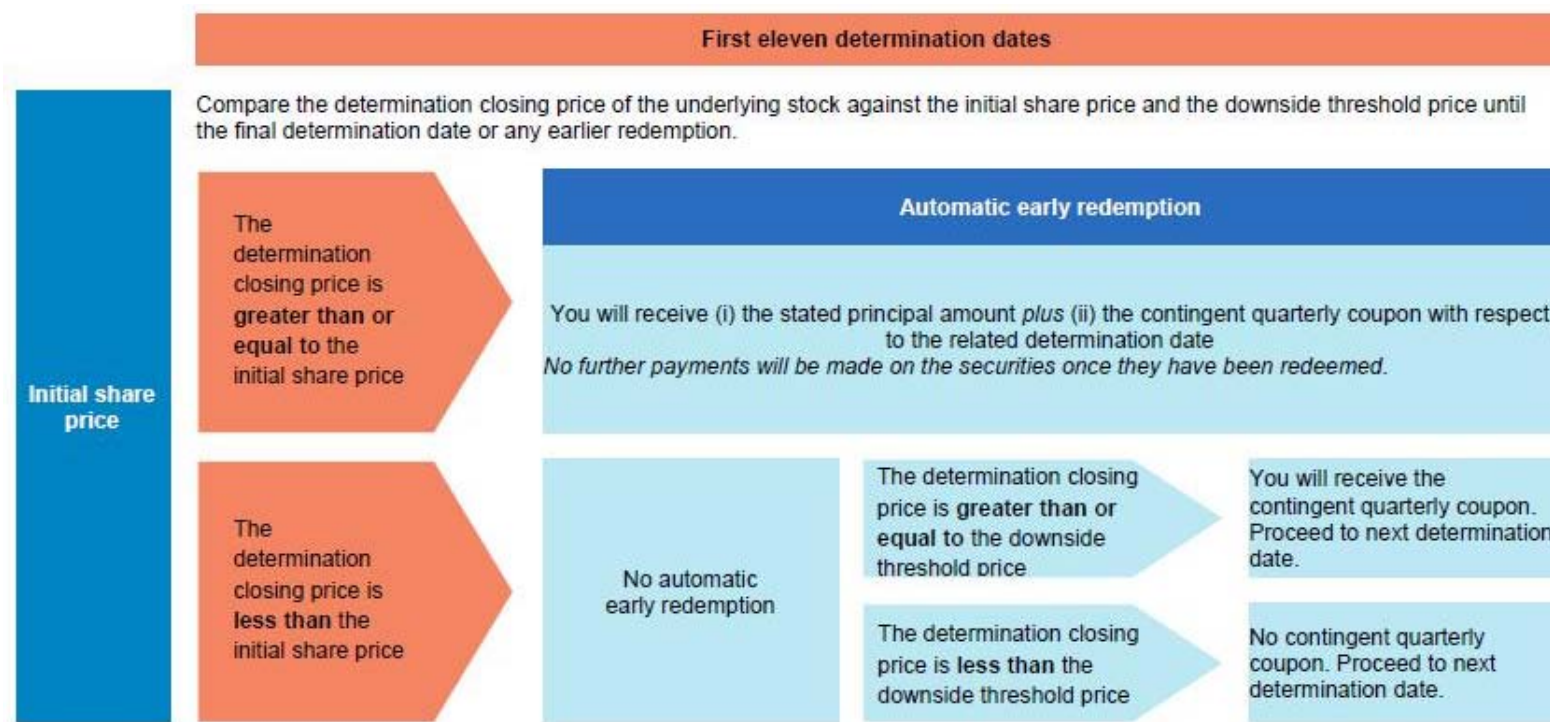 First eleven determination dates
Compare the determination closing price of the underlying stock against the initial share price and the downside threshold price until
the final determination date or any earlier redemption.
Initial share
price
The
determination
closing price is
greater than or
equal to the
initial share price
Automatic early redemption
You will receive (i) the stated principal amount plus (ii) the contingent quarterly coupon with respect
to the related determination date
No further payments will be made on the securities once they have been redeemed.
The
determination
closing price is
less than the
initial share price
No automatic
early redemption
The determination closing
price is greater than or
equal to the downside
threshold price
You will receive the
contingent quarterly coupon.
Proceed to next determination
date.
The determination closing
price is less than the
downside threshold price
No contingent quarterly
coupon. Proceed to next
determination date.